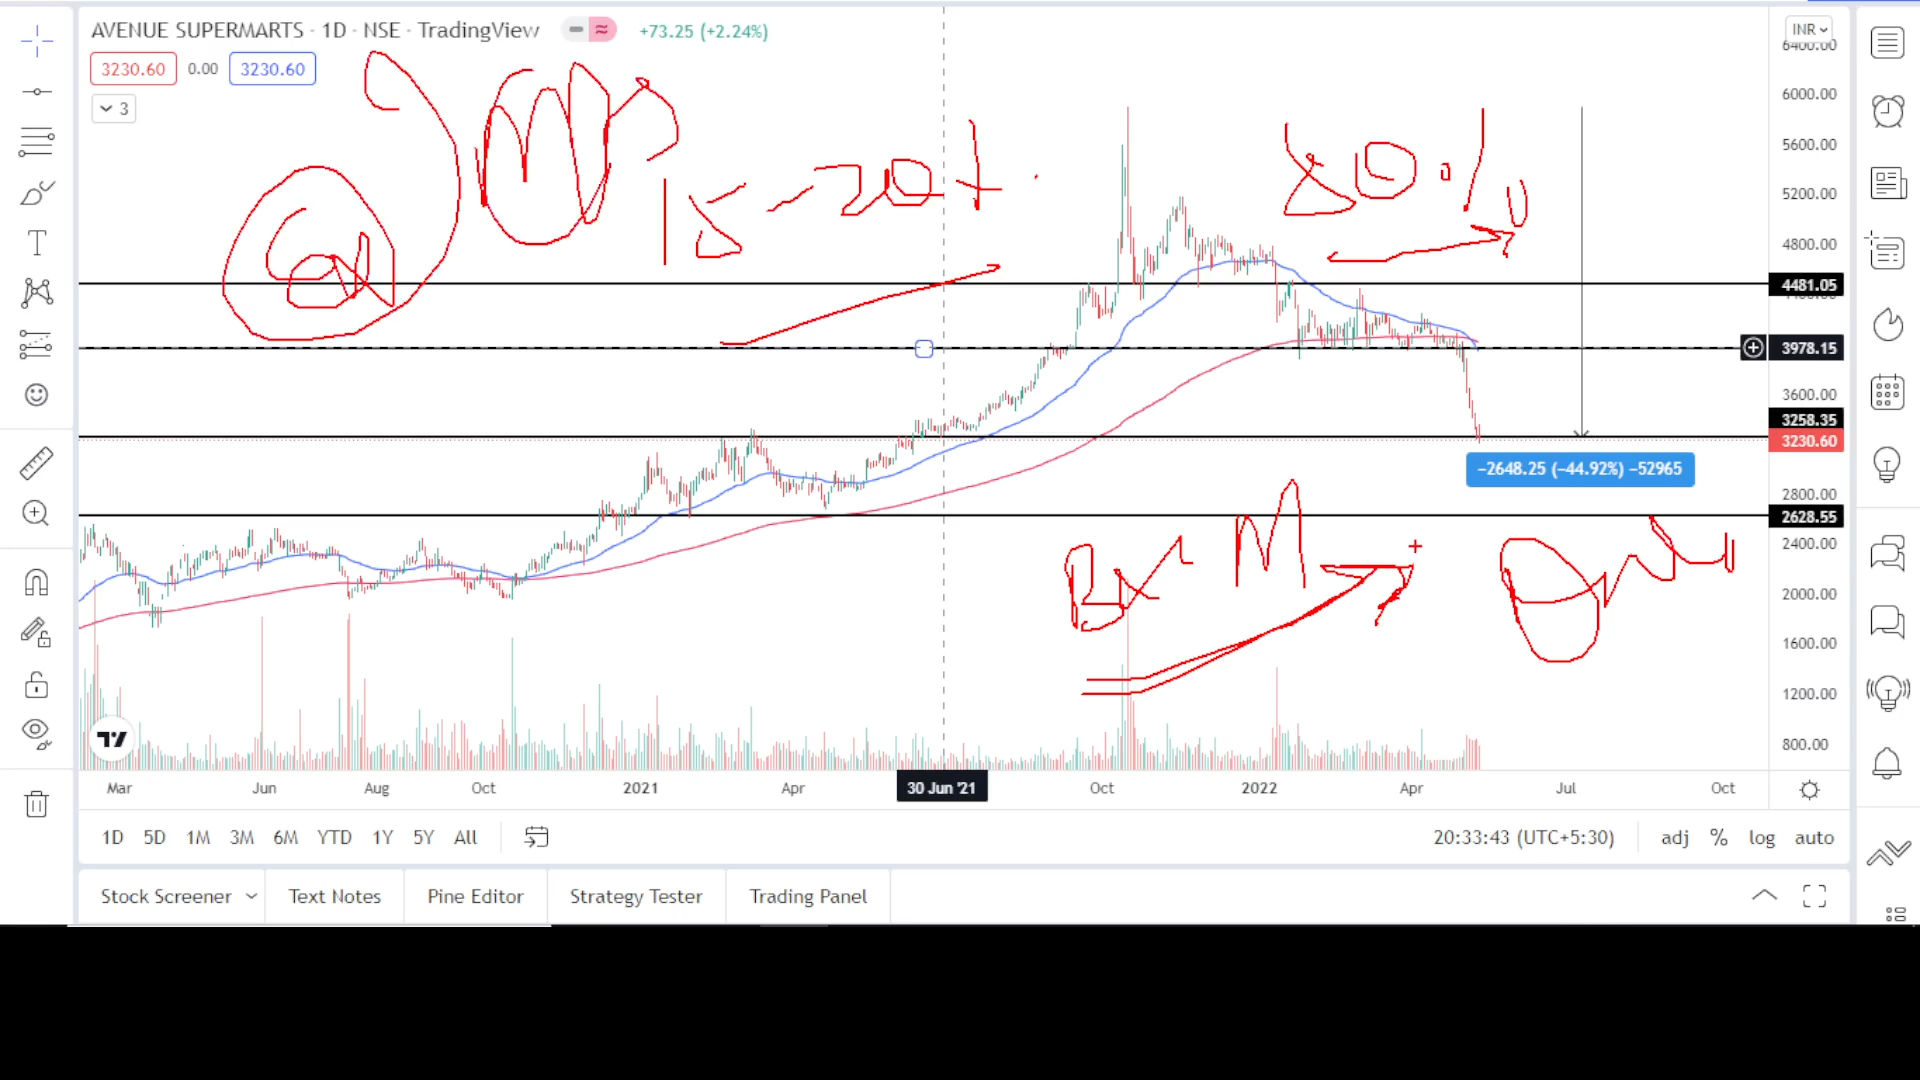 AVENUE SUPERMARTS · 1D · NSE · TradingView
+73.25 (+2.24%)
INR
3230.60 0.00 3230.60
3
6400.00
6000.00
5600.00
5200.00
4800.00
4481.05
3978.15
3600.00
3258.35
3230.60
2800.00
2628.55
2400.00
2000.00
1600.00
1200.00
800.00
15-20+
80%
−2648.25 (−44.92%) −52965
Mar Jun Aug Oct 2021 Apr 30 Jun '21 Oct 2022 Apr Jul Oct
1D 5D 1M 3M 6M YTD 1Y 5Y All
20:33:43 (UTC+5:30) adj % log auto
Stock Screener Text Notes Pine Editor Strategy Tester Trading Panel